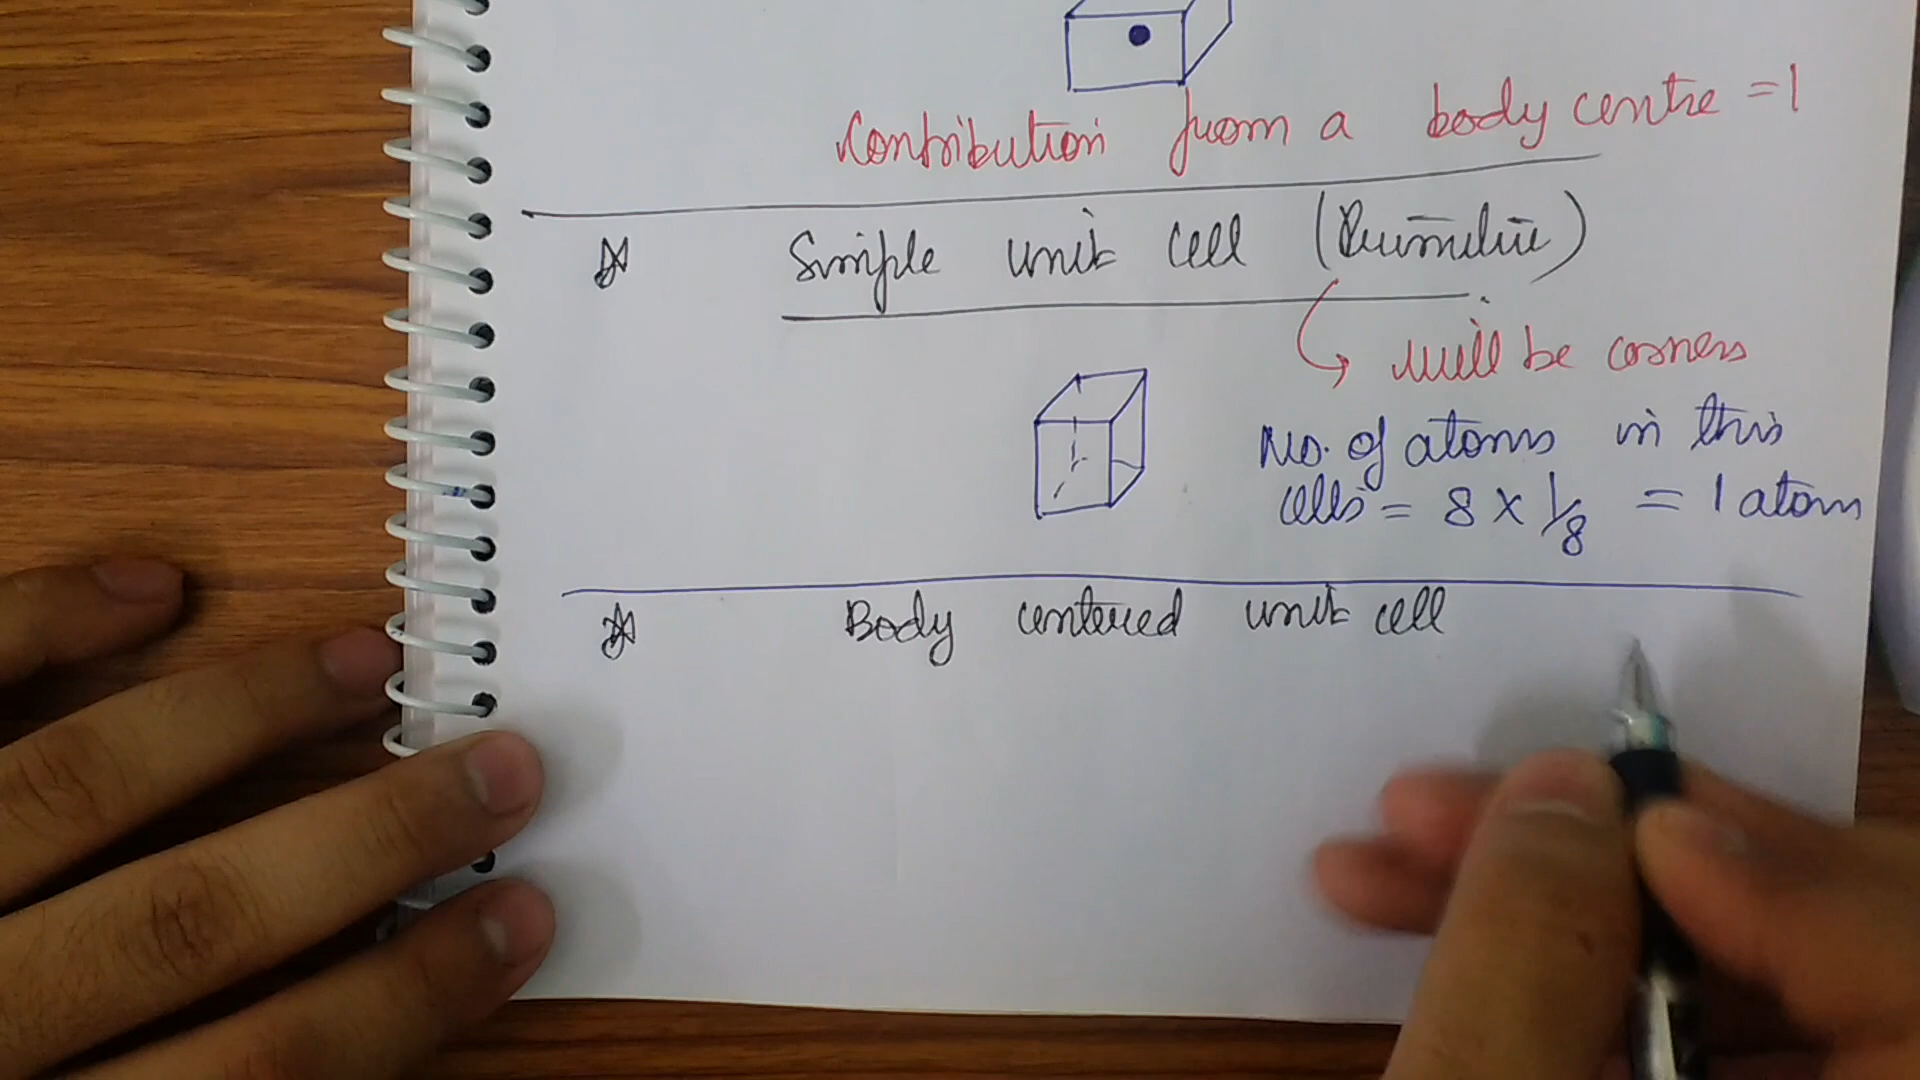 Contribution from a body centre = 1
Simple unit cell (Primitive)
will be corners
No. of atoms in this
cells = 8 x 1/8 = 1 atom
Body centered unit cell